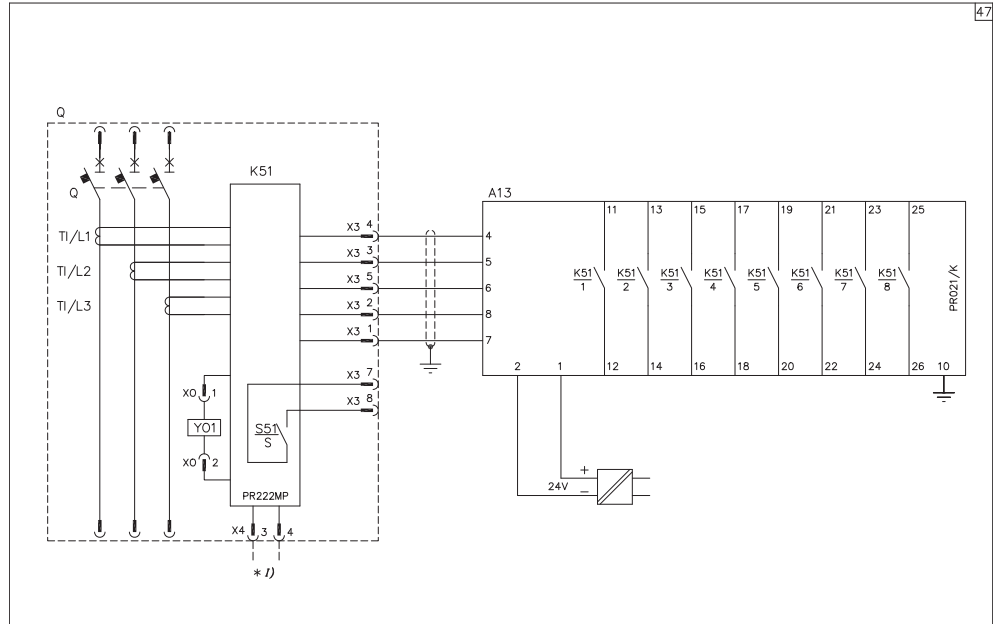 47
Q
K51
Q
A13
TI/L1
TI/L2
TI/L3
X3 4
X3 3
X3 5
X3 2
X3 1
X3 7
X3 8
4
5
6
8
7
11 13 15 17 19 21 23 25
K51/1 K51/2 K51/3 K51/4 K51/5 K51/6 K51/7 K51/8
PR021/K
2 1 12 14 16 18 20 22 24 26 10
X0 1
Y01
X0 2
S51/S
PR222MP
X4 3 4
* 1)
+
24V
−